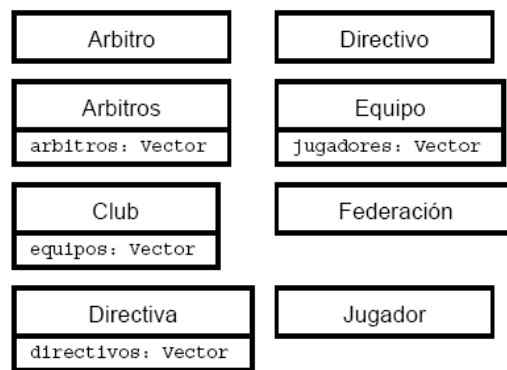 Arbitro
Directivo
Arbitros
arbitros: Vector
Equipo
jugadores: Vector
Club
equipos: Vector
Federación
Directiva
directivos: Vector
Jugador